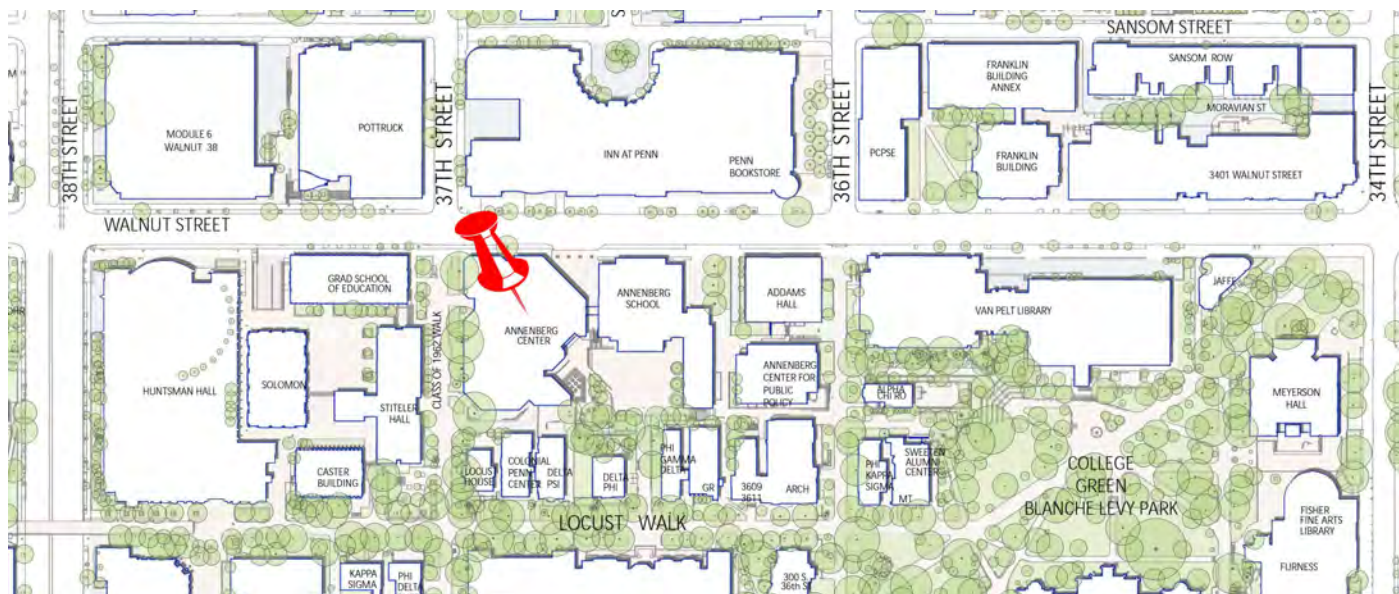 SANSOM STREET
38TH STREET
MODULE 6
WALNUT 38
POTTRUCK
37TH STREET
INN AT PENN
PENN
BOOKSTORE
36TH STREET
PCPSE
FRANKLIN
BUILDING
ANNEX
FRANKLIN
BUILDING
SANSOM ROW
MORAVIAN ST
3401 WALNUT STREET
34TH STREET
WALNUT STREET
HUNTSMAN HALL
GRAD SCHOOL
OF EDUCATION
SOLOMON
STITELER
HALL
CASTER
BUILDING
CLASS OF 1962 WALK
ANNENBERG
CENTER
ANNENBERG
SCHOOL
ADDAMS
HALL
ANNENBERG
CENTER FOR
PUBLIC
POLICY
VAN PELT LIBRARY
JAFFE
MEYERSON
HALL
ALPHA
CHI RO
LOCUS
HOUSE
COLONIAL
PENN
CENTER
DELTA
PSI
DELTA
PHI
PHI
GAMMA
DELTA
GR
3609
3611
ARCH
PHI
KAPPA
SIGMA
SWEETEN
ALUMNI
CENTER
MT
COLLEGE
GREEN
BLANCHE LEVY PARK
LOCUST WALK
FISHER
FINE ARTS
LIBRARY
FURNESS
KAPPA
SIGMA
PHI
DELTA
300 S.
36th St